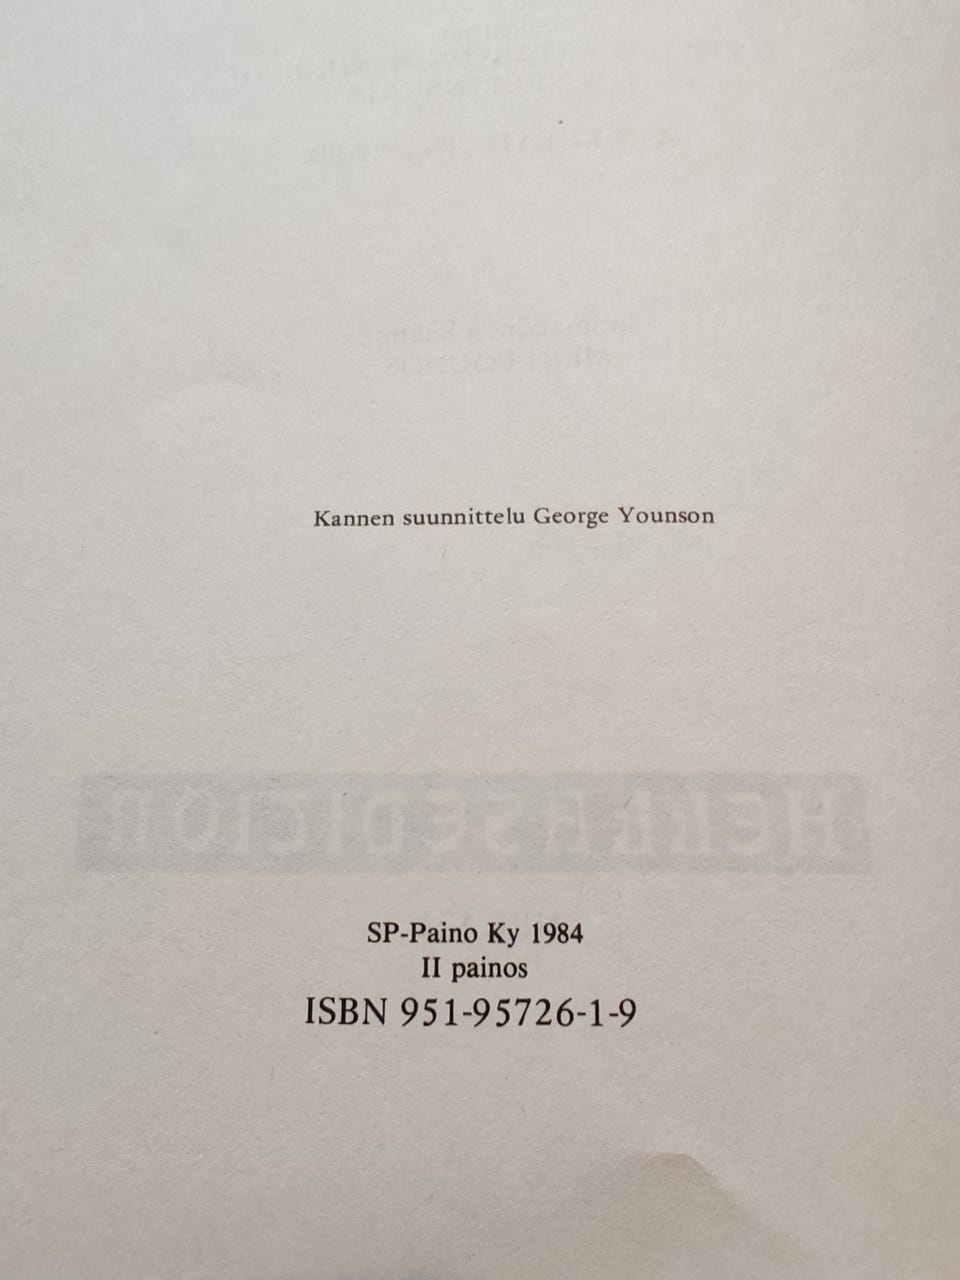 Kannen suunnittelu George Younson
SP-Paino Ky 1984
II painos
ISBN 951-95726-1-9